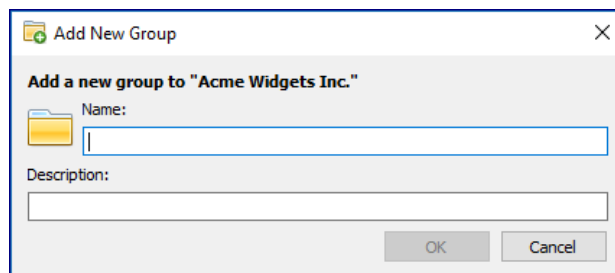 Add New Group
Add a new group to "Acme Widgets Inc."
Name:
Description:
OK
Cancel